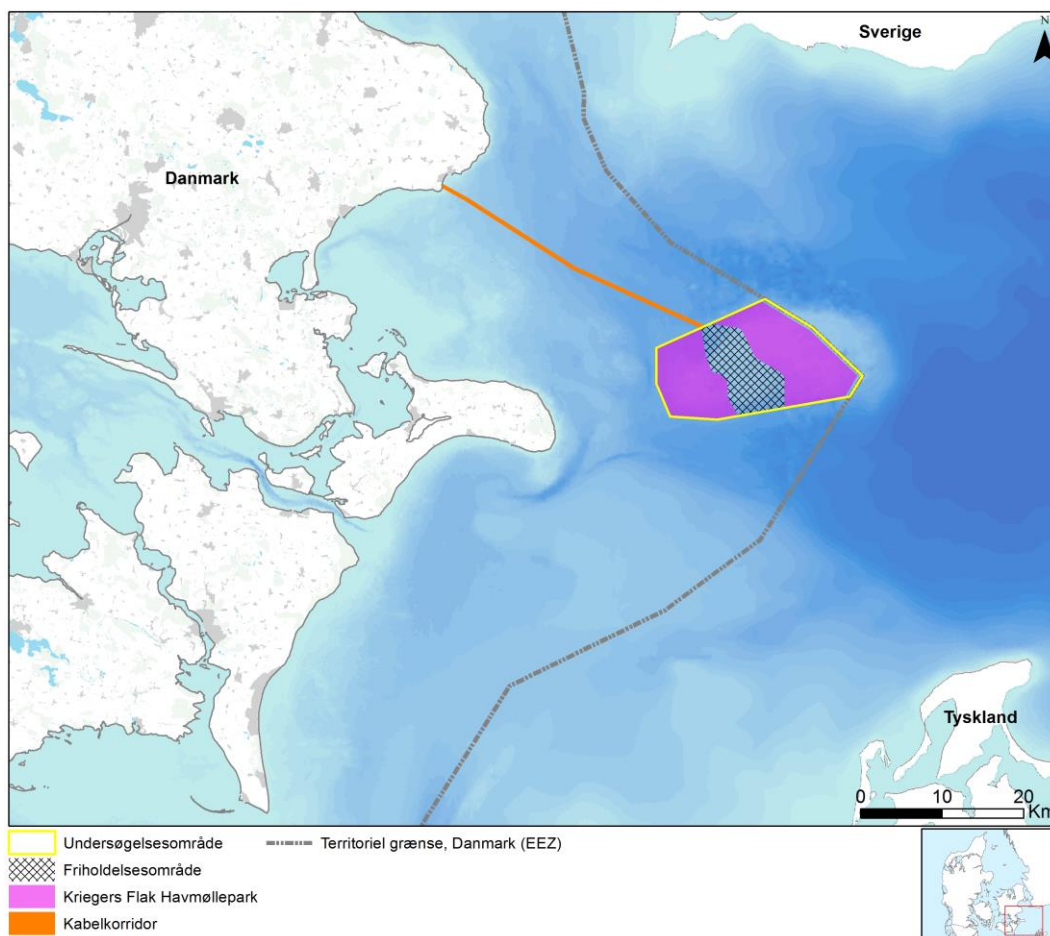 Sverige
N
Danmark
Tyskland
0 10 20
Km
Undersøgelsesområde
Territoriel grænse, Danmark (EEZ)
Friholdelsesområde
Kriegers Flak Havmøllepark
Kabelkorridor